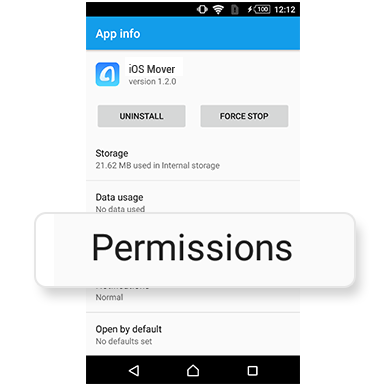 100 12:12
App info
iOS Mover
version 1.2.0
UNINSTALL FORCE STOP
Storage
21.62 MB used in Internal storage
Data usage
No data used
Permissions
Notifications
Normal
Open by default
No defaults set